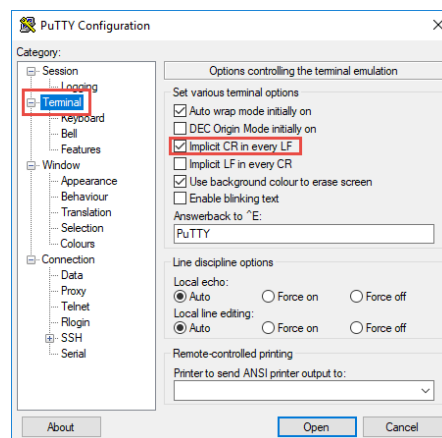 PuTTY Configuration
Category:
Session
Logging
Terminal
Keyboard
Bell
Features
Window
Appearance
Behaviour
Translation
Selection
Colours
Connection
Data
Proxy
Telnet
Rlogin
SSH
Serial
Options controlling the terminal emulation
Set various terminal options
Auto wrap mode initially on
DEC Origin Mode initially on
Implicit CR in every LF
Implicit LF in every CR
Use background colour to erase screen
Enable blinking text
Answerback to ^E:
PuTTY
Line discipline options
Local echo:
Auto Force on Force off
Local line editing:
Auto Force on Force off
Remote-controlled printing
Printer to send ANSI printer output to:
About Open Cancel